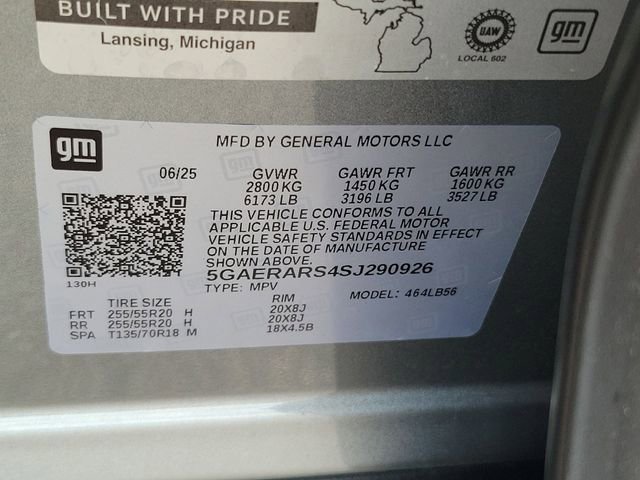 BUILT WITH PRIDE
Lansing, Michigan
UAW
LOCAL 602
gm
gm
MFD BY GENERAL MOTORS LLC
06/25 GVWR GAWR FRT GAWR RR
2800 KG 1450 KG 1600 KG
6173 LB 3196 LB 3527 LB
THIS VEHICLE CONFORMS TO ALL
APPLICABLE U.S. FEDERAL MOTOR
VEHICLE SAFETY STANDARDS IN EFFECT
ON THE DATE OF MANUFACTURE
SHOWN ABOVE.
5GAERARS4SJ290926
130H
TYPE: MPV MODEL: 464LB56
TIRE SIZE RIM
FRT 255/55R20 H 20X8J
RR 255/55R20 H 20X8J
SPA T135/70R18 M 18X4.5B